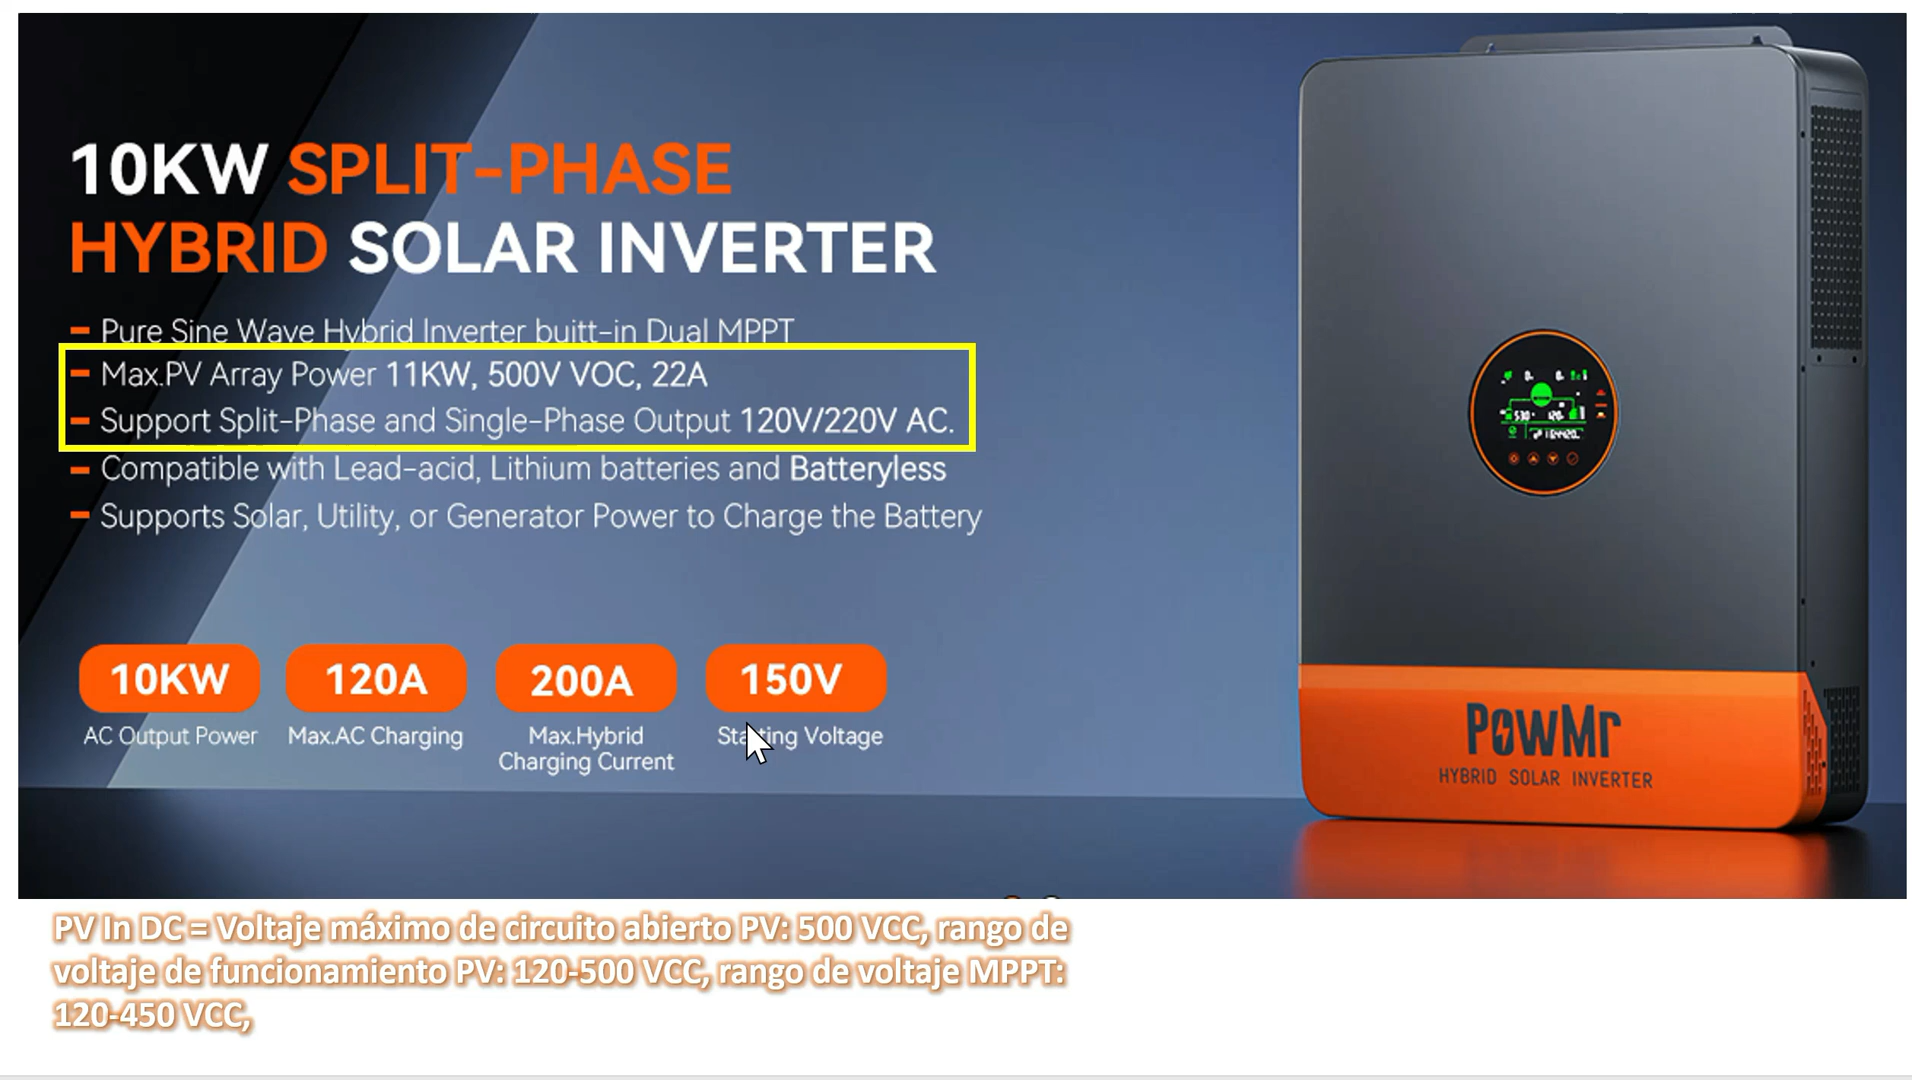 10KW SPLIT-PHASE
HYBRID SOLAR INVERTER
Pure Sine Wave Hybrid Inverter buitt-in Dual MPPT
Max.PV Array Power 11KW, 500V VOC, 22A
Support Split-Phase and Single-Phase Output 120V/220V AC.
Compatible with Lead-acid, Lithium batteries and Batteryless
Supports Solar, Utility, or Generator Power to Charge the Battery
10KW
AC Output Power
120A
Max.AC Charging
200A
Max.Hybrid
Charging Current
150V
Starting Voltage
PowMr
HYBRID SOLAR INVERTER
PV In DC = Voltaje máximo de circuito abierto PV: 500 VCC, rango de
voltaje de funcionamiento PV: 120-500 VCC, rango de voltaje MPPT:
120-450 VCC,